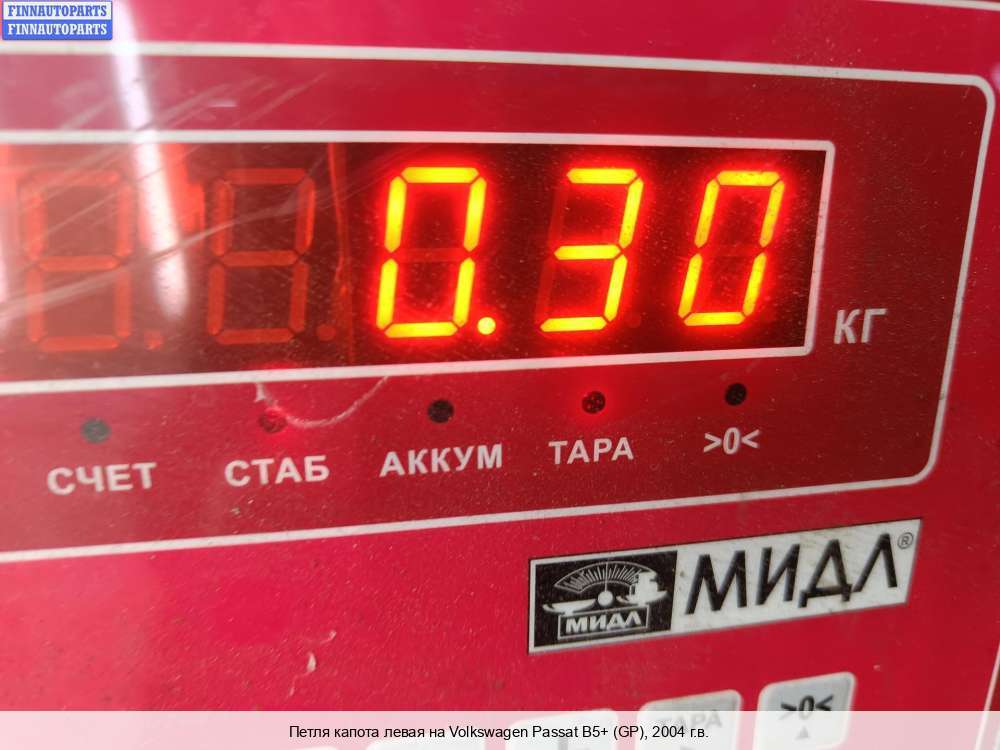 FINNAUTOPARTS
FINNAUTOPARTS
0.30
КГ
СЧЕТ СТАБ АККУМ ТАРА >0<
МИДЛ МИДЛ®
ТАРА >0<
Петля капота левая на Volkswagen Passat B5+ (GP), 2004 г.в.